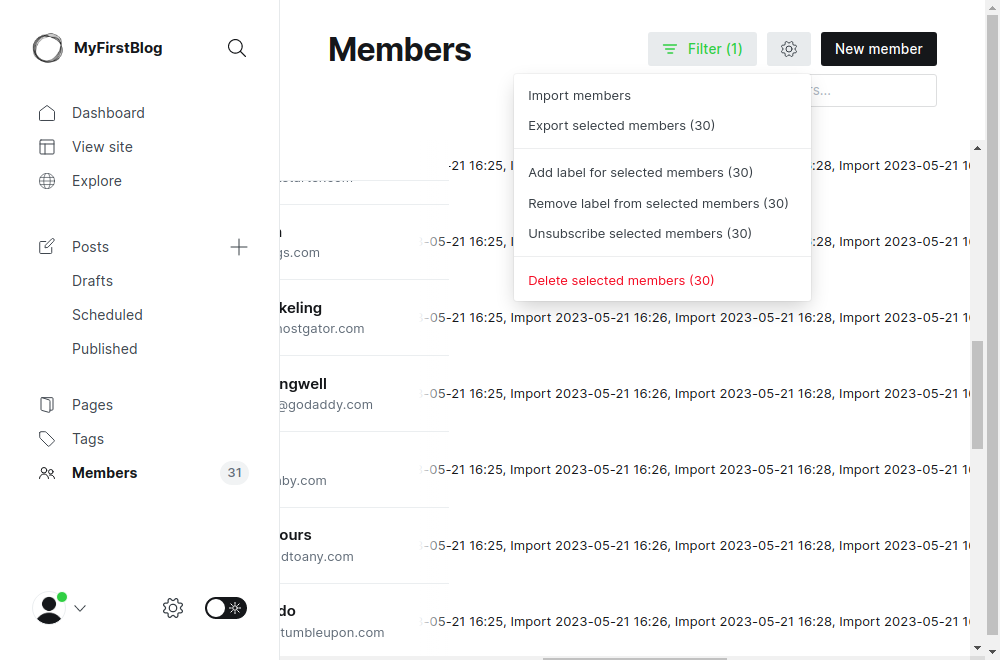 MyFirstBlog
Dashboard
View site
Explore
Posts
Drafts
Scheduled
Published
Pages
Tags
Members 31
Members
Filter (1)
New member
Import members
Export selected members (30)
Add label for selected members (30)
Remove label from selected members (30)
Unsubscribe selected members (30)
Delete selected members (30)
rs...
-21 16:25, I :28, Import 2023-05-21 16
gs.com
-05-21 16:25, I :28, Import 2023-05-21 16
keling
hostgator.com
-05-21 16:25, Import 2023-05-21 16:26, Import 2023-05-21 16:28, Import 2023-05-21 16
ngwell
@godaddy.com
-05-21 16:25, Import 2023-05-21 16:26, Import 2023-05-21 16:28, Import 2023-05-21 16
by.com
-05-21 16:25, Import 2023-05-21 16:26, Import 2023-05-21 16:28, Import 2023-05-21 16
ours
dtoany.com
-05-21 16:25, Import 2023-05-21 16:26, Import 2023-05-21 16:28, Import 2023-05-21 16
do
tumbleupon.com
-05-21 16:25, Import 2023-05-21 16:26, Import 2023-05-21 16:28, Import 2023-05-21 16